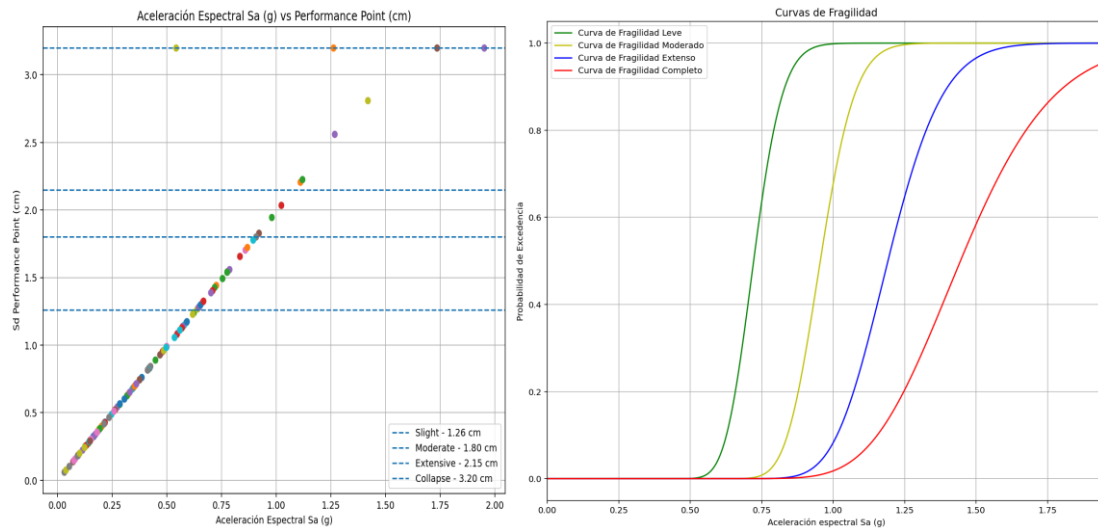 Aceleración Espectral Sa (g) vs Performance Point (cm)
Sd Performance Point (cm)
3.0
2.5
2.0
1.5
1.0
0.5
0.0
Slight - 1.26 cm
Moderate - 1.80 cm
Extensive - 2.15 cm
Collapse - 3.20 cm
0.00 0.25 0.50 0.75 1.00 1.25 1.50 1.75 2.00
Aceleración Espectral Sa (g)
Curvas de Fragilidad
Curva de Fragilidad Leve
Curva de Fragilidad Moderado
Curva de Fragilidad Extenso
Curva de Fragilidad Completo
Probabilidad de Excedencia
1.0
0.8
0.6
0.4
0.2
0.0
0.00 0.25 0.50 0.75 1.00 1.25 1.50 1.75
Aceleración espectral Sa (g)